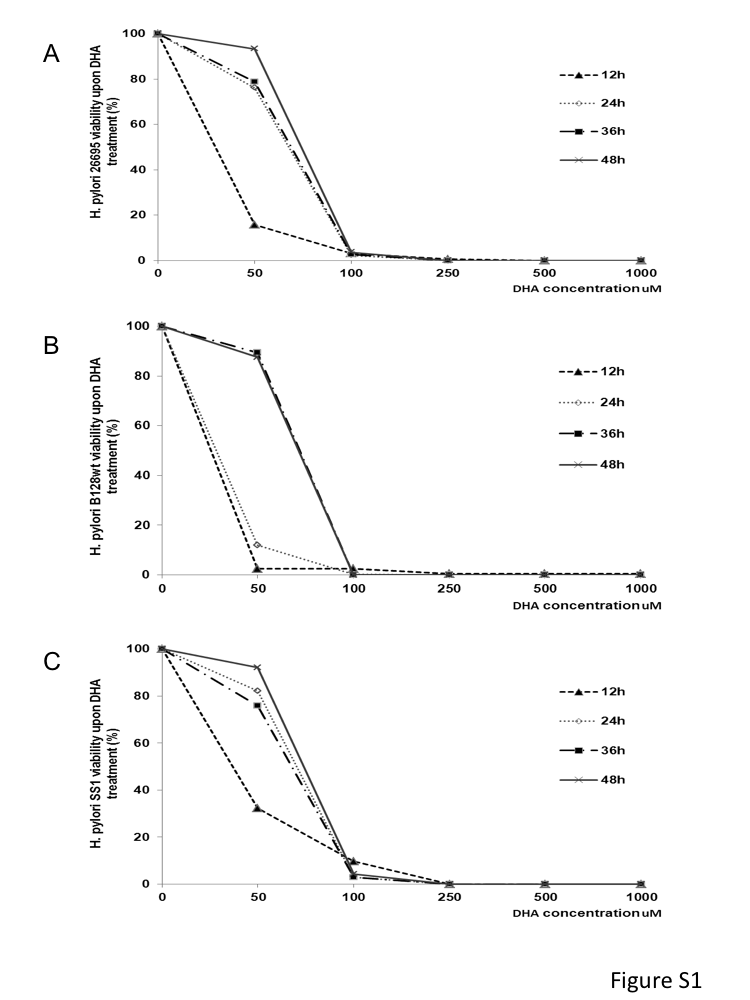 A
H. pylori 26695 viability upon DHA
treatment (%)
100
80
60
40
20
0
0 50 100 250 500 1000
DHA concentration uM
12h
24h
36h
48h
B
H. pylori B128wt viability upon DHA
treatment (%)
100
80
60
40
20
0
0 50 100 250 500 1000
DHA concentration uM
12h
24h
36h
48h
C
H. pylori SS1 viability upon DHA
treatment (%)
100
80
60
40
20
0
0 50 100 250 500 1000
DHA concentration uM
12h
24h
36h
48h
Figure S1